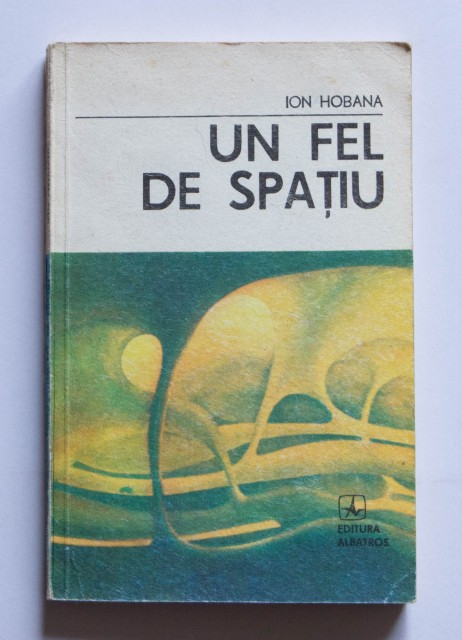 ION HOBANA
UN FEL
DE SPAȚIU
EDITURA
ALBATROS